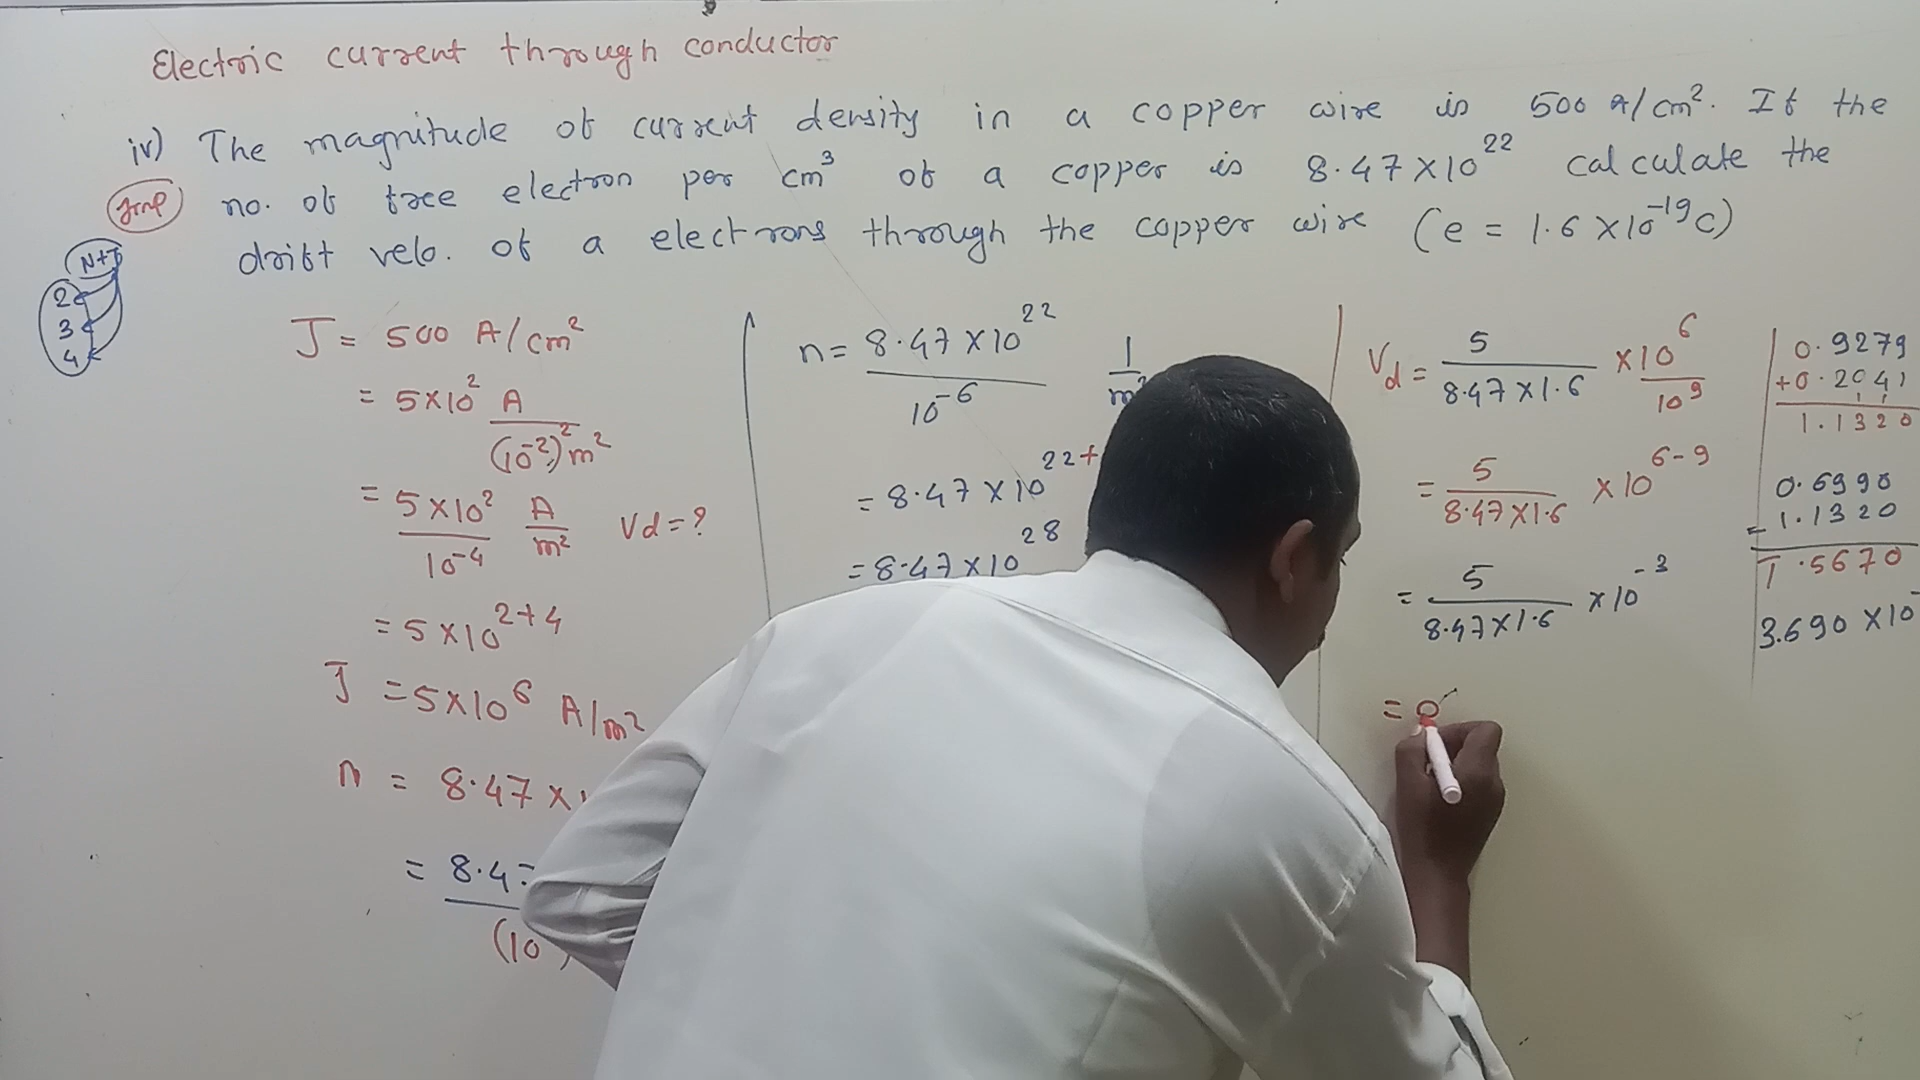 Electric current through conductor
iv) The magnitude of current density in a copper wire is 500 A/cm². If the
Imp no. of free electron per cm³ of a copper is 8.47×10²² calculate the
drift velo. of a electrons through the copper wire (e = 1.6×10⁻¹⁹C)
N+T
2
3
4
J = 500 A/cm²
= 5×10² A / (10⁻²)² m²
= 5×10² / 10⁻⁴ A/m² Vd = ?
= 5×10²⁺⁴
J = 5×10⁶ A/m²
n = 8.47×
= 8.47
(10
n = 8.47×10²² / 10⁻⁶ 1/m
= 8.47×10²²⁺
= 8.47×10²⁸
Vd = 5 / 8.47×1.6 ×10⁶ / 10⁹
= 5 / 8.47×1.6 ×10⁶⁻⁹
= 5 / 8.47×1.6 ×10⁻³
= 0
0.9279
+0.2041
1 1
1.1320
0.6990
- 1.1320
1̄.5670
3.690×10⁻